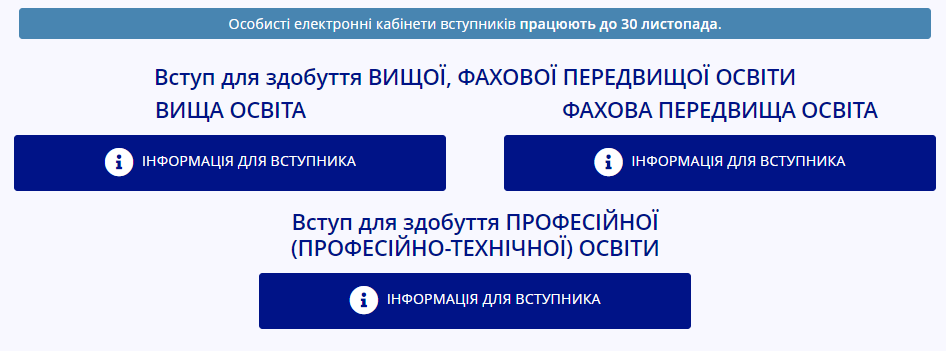 Особисті електронні кабінети вступників працюють до 30 листопада.
Вступ для здобуття ВИЩОЇ, ФАХОВОЇ ПЕРЕДВИЩОЇ ОСВІТИ
ВИЩА ОСВІТА
ФАХОВА ПЕРЕДВИЩА ОСВІТА
ІНФОРМАЦІЯ ДЛЯ ВСТУПНИКА
ІНФОРМАЦІЯ ДЛЯ ВСТУПНИКА
Вступ для здобуття ПРОФЕСІЙНОЇ
(ПРОФЕСІЙНО-ТЕХНІЧНОЇ) ОСВІТИ
ІНФОРМАЦІЯ ДЛЯ ВСТУПНИКА